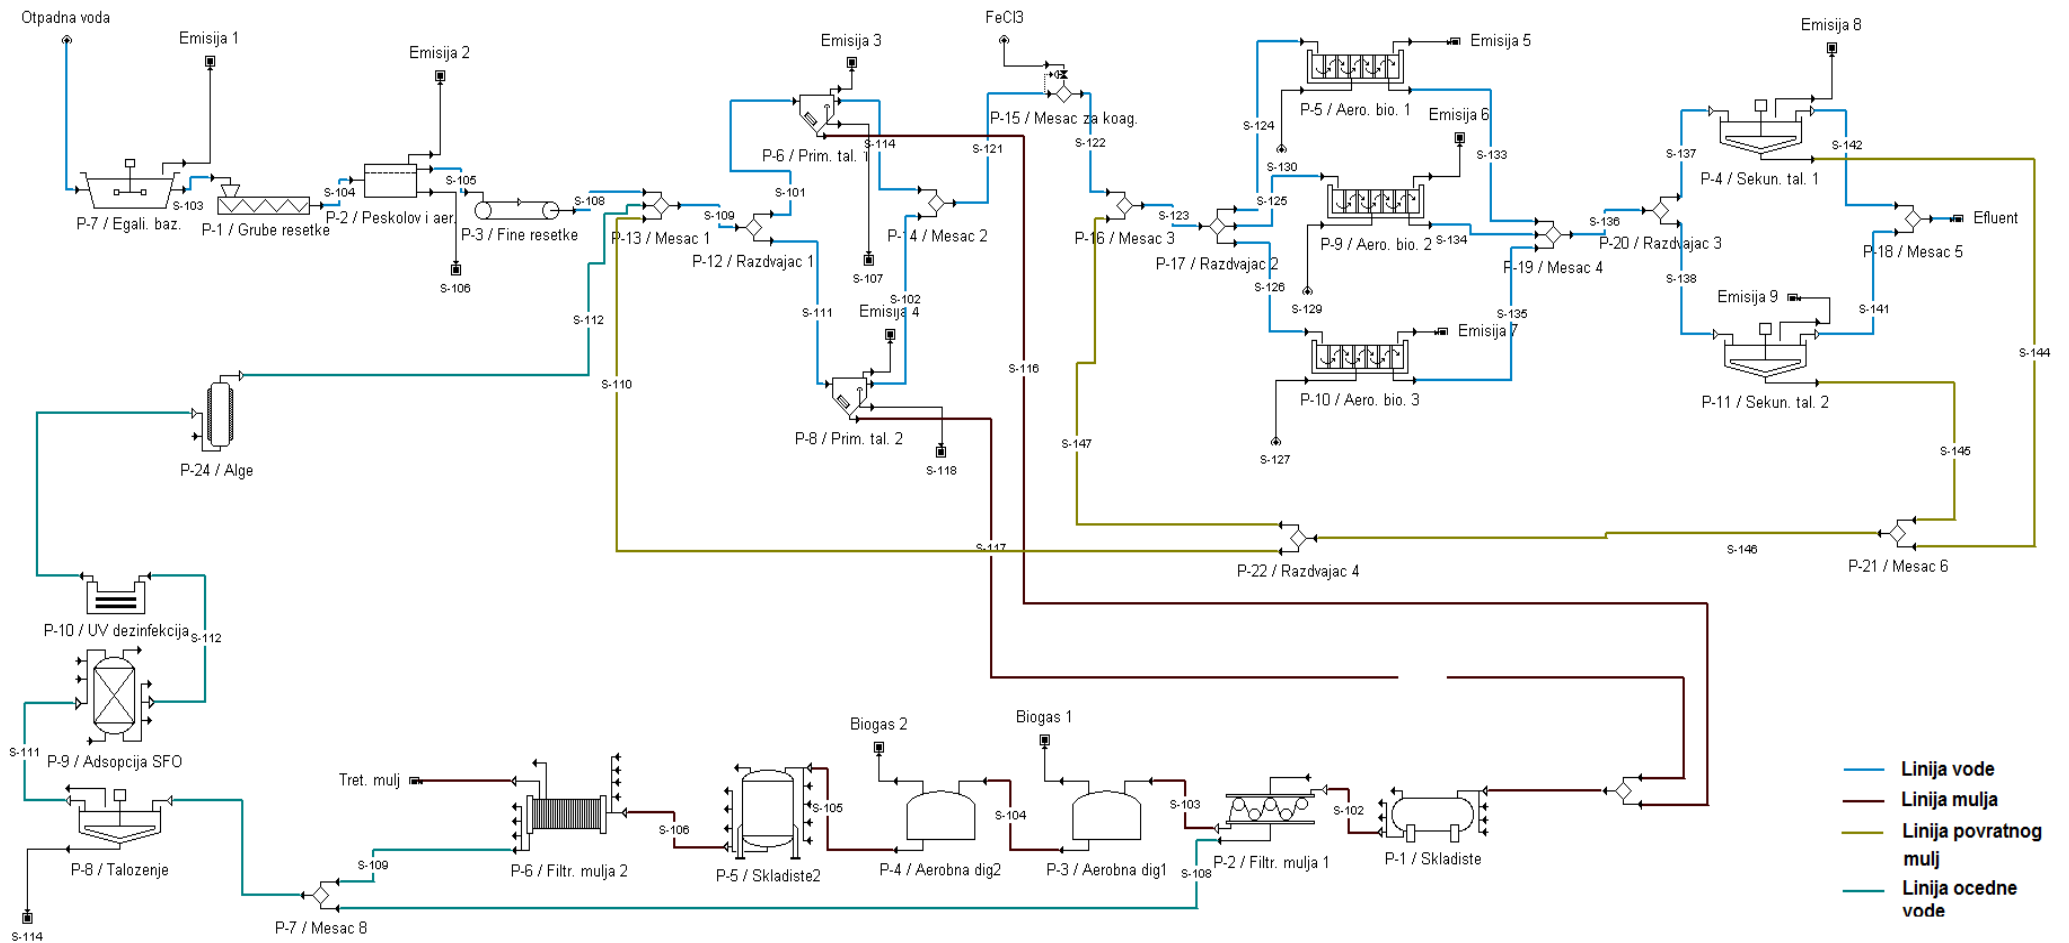 Otpadna voda
Emisija 1
Emisija 2
Emisija 3
FeCl3
Emisija 5
Emisija 6
Emisija 8
S-103
P-7 / Egali. baz.
S-104
P-1 / Grube resetke
S-105
P-2 / Peskolov i aer.
S-106
P-3 / Fine resetke
S-108
P-13 / Mesac 1
S-109
S-101
P-12 / Razdvajac 1
P-6 / Prim. tal. 1
S-114
S-107
P-14 / Mesac 2
S-102
Emisija 4
S-111
P-8 / Prim. tal. 2
S-118
S-121
P-15 / Mesac za koag.
S-122
P-16 / Mesac 3
S-123
P-17 / Razdvajac 2
S-124
S-125
S-126
S-130
P-5 / Aero. bio. 1
S-133
P-9 / Aero. bio. 2
S-134
S-129
Emisija 7
S-135
P-10 / Aero. bio. 3
S-127
P-19 / Mesac 4
S-136
P-20 / Razdvajac 3
S-137
S-138
P-4 / Sekun. tal. 1
S-142
Efluent
P-18 / Mesac 5
Emisija 9
S-141
P-11 / Sekun. tal. 2
S-144
S-145
S-112
S-110
S-116
S-147
P-24 / Alge
S-117
P-22 / Razdvajac 4
S-146
P-21 / Mesac 6
P-10 / UV dezinfekcija
S-112
S-111
P-9 / Adsopcija SFO
P-8 / Talozenje
S-114
S-109
P-7 / Mesac 8
Tret. mulj
P-6 / Filtr. mulja 2
S-106
P-5 / Skladiste2
S-105
Biogas 2
P-4 / Aerobna dig2
S-104
Biogas 1
P-3 / Aerobna dig1
S-103
P-2 / Filtr. mulja 1
S-108
S-102
P-1 / Skladiste
Linija vode
Linija mulja
Linija povratnog
mulj
Linija ocedne
vode